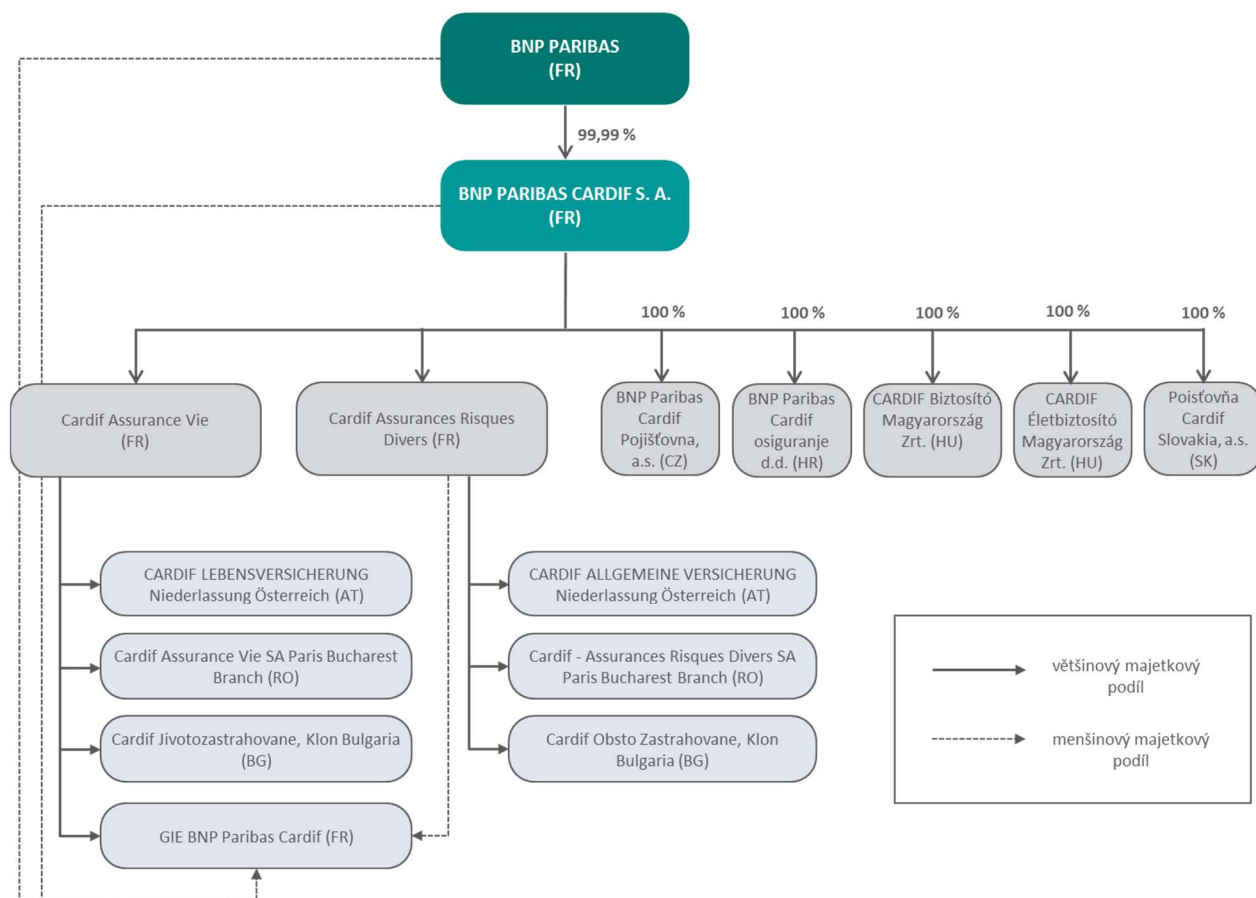 BNP PARIBAS
(FR)
99,99 %
BNP PARIBAS CARDIF S. A.
(FR)
100 %
100 %
100 %
100 %
100 %
Cardif Assurance Vie
(FR)
Cardif Assurances Risques
Divers (FR)
BNP Paribas
Cardif
Pojišťovna,
a.s. (CZ)
BNP Paribas
Cardif
osiguranje
d.d. (HR)
CARDIF Biztosító
Magyarország
Zrt. (HU)
CARDIF
Életbiztosító
Magyarország
Zrt. (HU)
Poisťovňa
Cardif
Slovakia, a.s.
(SK)
CARDIF LEBENSVERSICHERUNG
Niederlassung Österreich (AT)
CARDIF ALLGEMEINE VERSICHERUNG
Niederlassung Österreich (AT)
Cardif Assurance Vie SA Paris Bucharest
Branch (RO)
Cardif - Assurances Risques Divers SA
Paris Bucharest Branch (RO)
Cardif Jivotozastrahovane, Klon Bulgaria
(BG)
Cardif Obsto Zastrahovane, Klon
Bulgaria (BG)
GIE BNP Paribas Cardif (FR)
většinový majetkový
podíl
menšinový majetkový
podíl